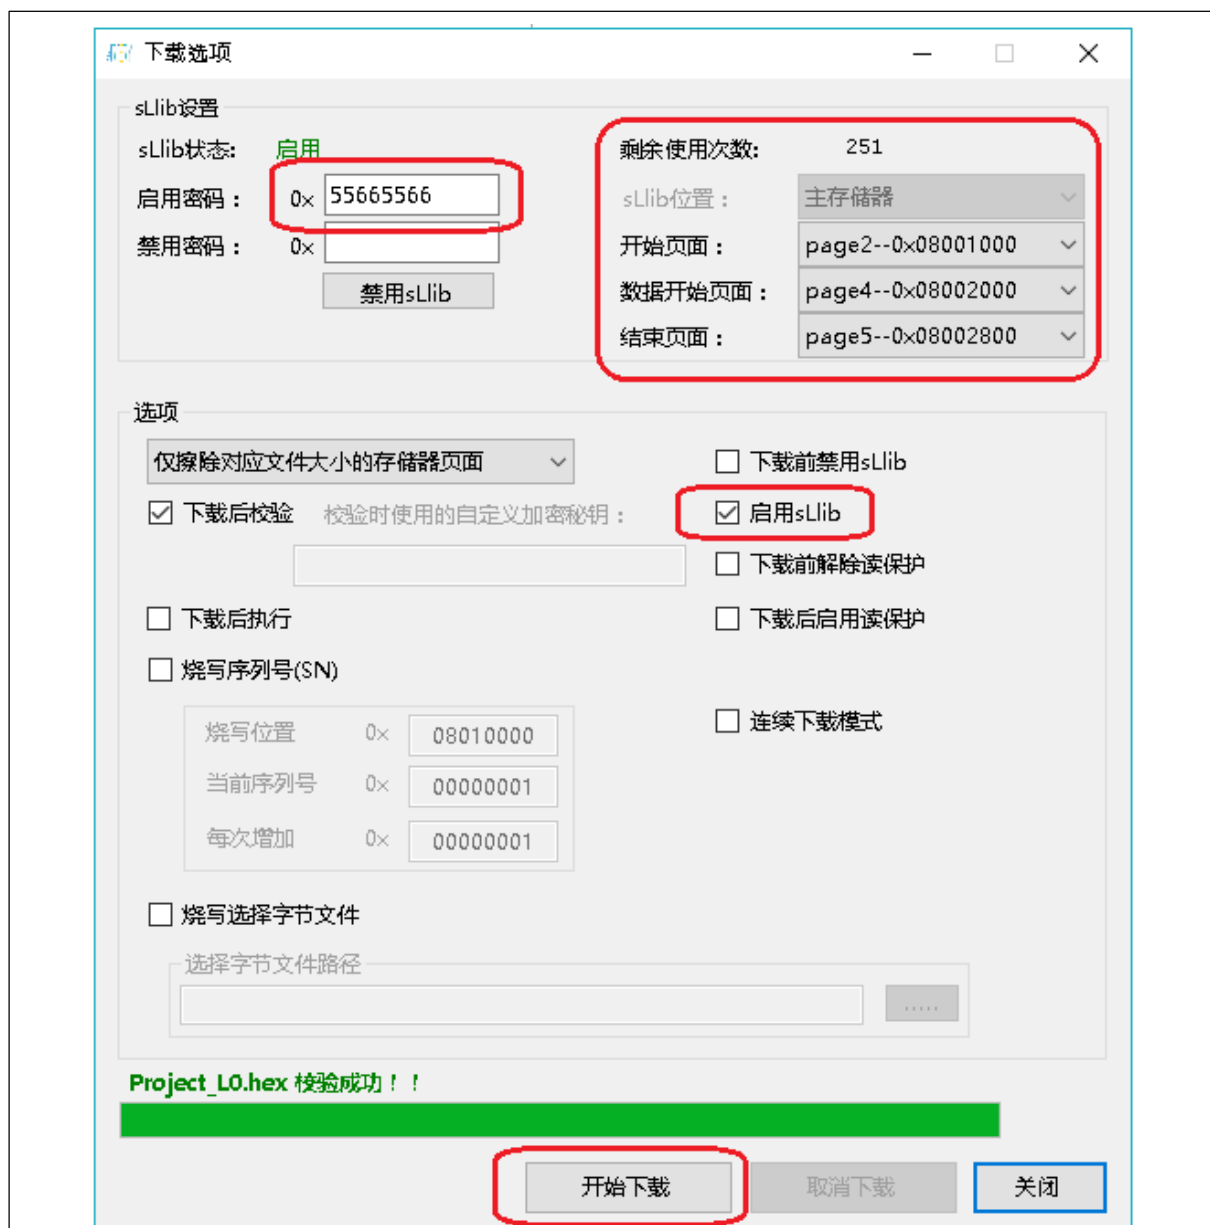 下载选项
sLlib设置
sLlib状态: 启用
启用密码： 0x 55665566
禁用密码： 0x
禁用sLlib
剩余使用次数: 251
sLlib位置： 主存储器
开始页面： page2--0x08001000
数据开始页面： page4--0x08002000
结束页面： page5--0x08002800
选项
仅擦除对应文件大小的存储器页面
下载前禁用sLlib
下载后校验 校验时使用的自定义加密秘钥：
启用sLlib
下载前解除读保护
下载后执行
下载后启用读保护
烧写序列号(SN)
烧写位置 0x 08010000
连续下载模式
当前序列号 0x 00000001
每次增加 0x 00000001
烧写选择字节文件
选择字节文件路径
.....
Project_L0.hex 校验成功！！
开始下载 取消下载 关闭